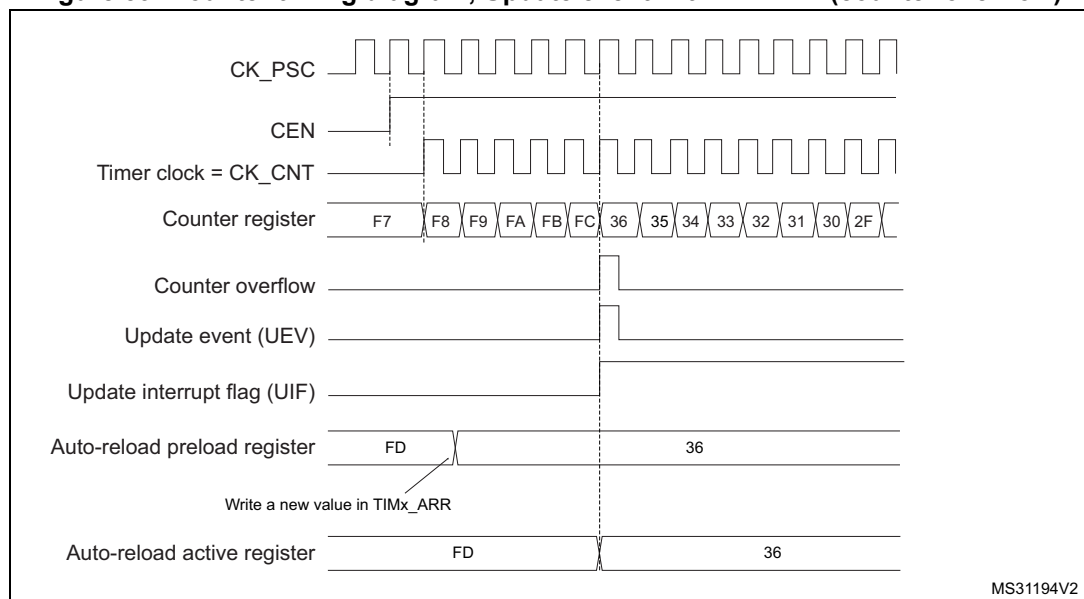 CK_PSC
CEN
Timer clock = CK_CNT
Counter register F7 F8 F9 FA FB FC 36 35 34 33 32 31 30 2F
Counter overflow
Update event (UEV)
Update interrupt flag (UIF)
Auto-reload preload register FD 36
Write a new value in TIMx_ARR
Auto-reload active register FD 36
MS31194V2